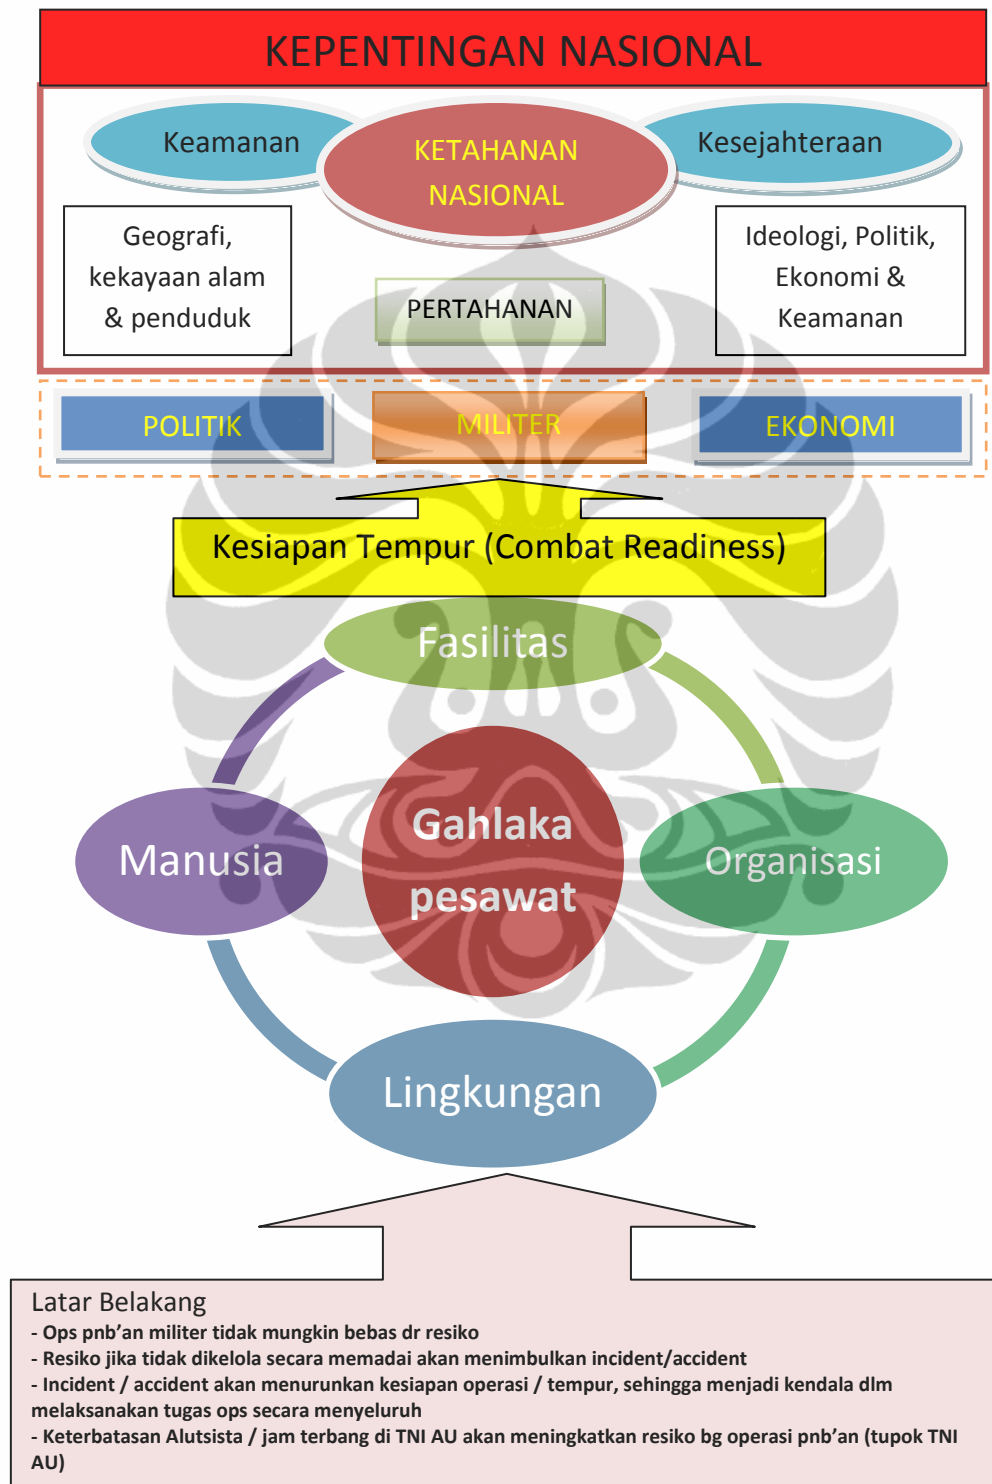 KEPENTINGAN NASIONAL
Keamanan
KETAHANAN
NASIONAL
Kesejahteraan
Geografi,
kekayaan alam
& penduduk
PERTAHANAN
Ideologi, Politik,
Ekonomi &
Keamanan
POLITIK
MILITER
EKONOMI
Kesiapan Tempur (Combat Readiness)
Fasilitas
Manusia
Gahlaka
pesawat
Organisasi
Lingkungan
Latar Belakang
- Ops pnb'an militer tidak mungkin bebas dr resiko
- Resiko jika tidak dikelola secara memadai akan menimbulkan incident/accident
- Incident / accident akan menurunkan kesiapan operasi / tempur, sehingga menjadi kendala dlm
melaksanakan tugas ops secara menyeluruh
- Keterbatasan Alutsista / jam terbang di TNI AU akan meningkatkan resiko bg operasi pnb'an (tupok TNI
AU)